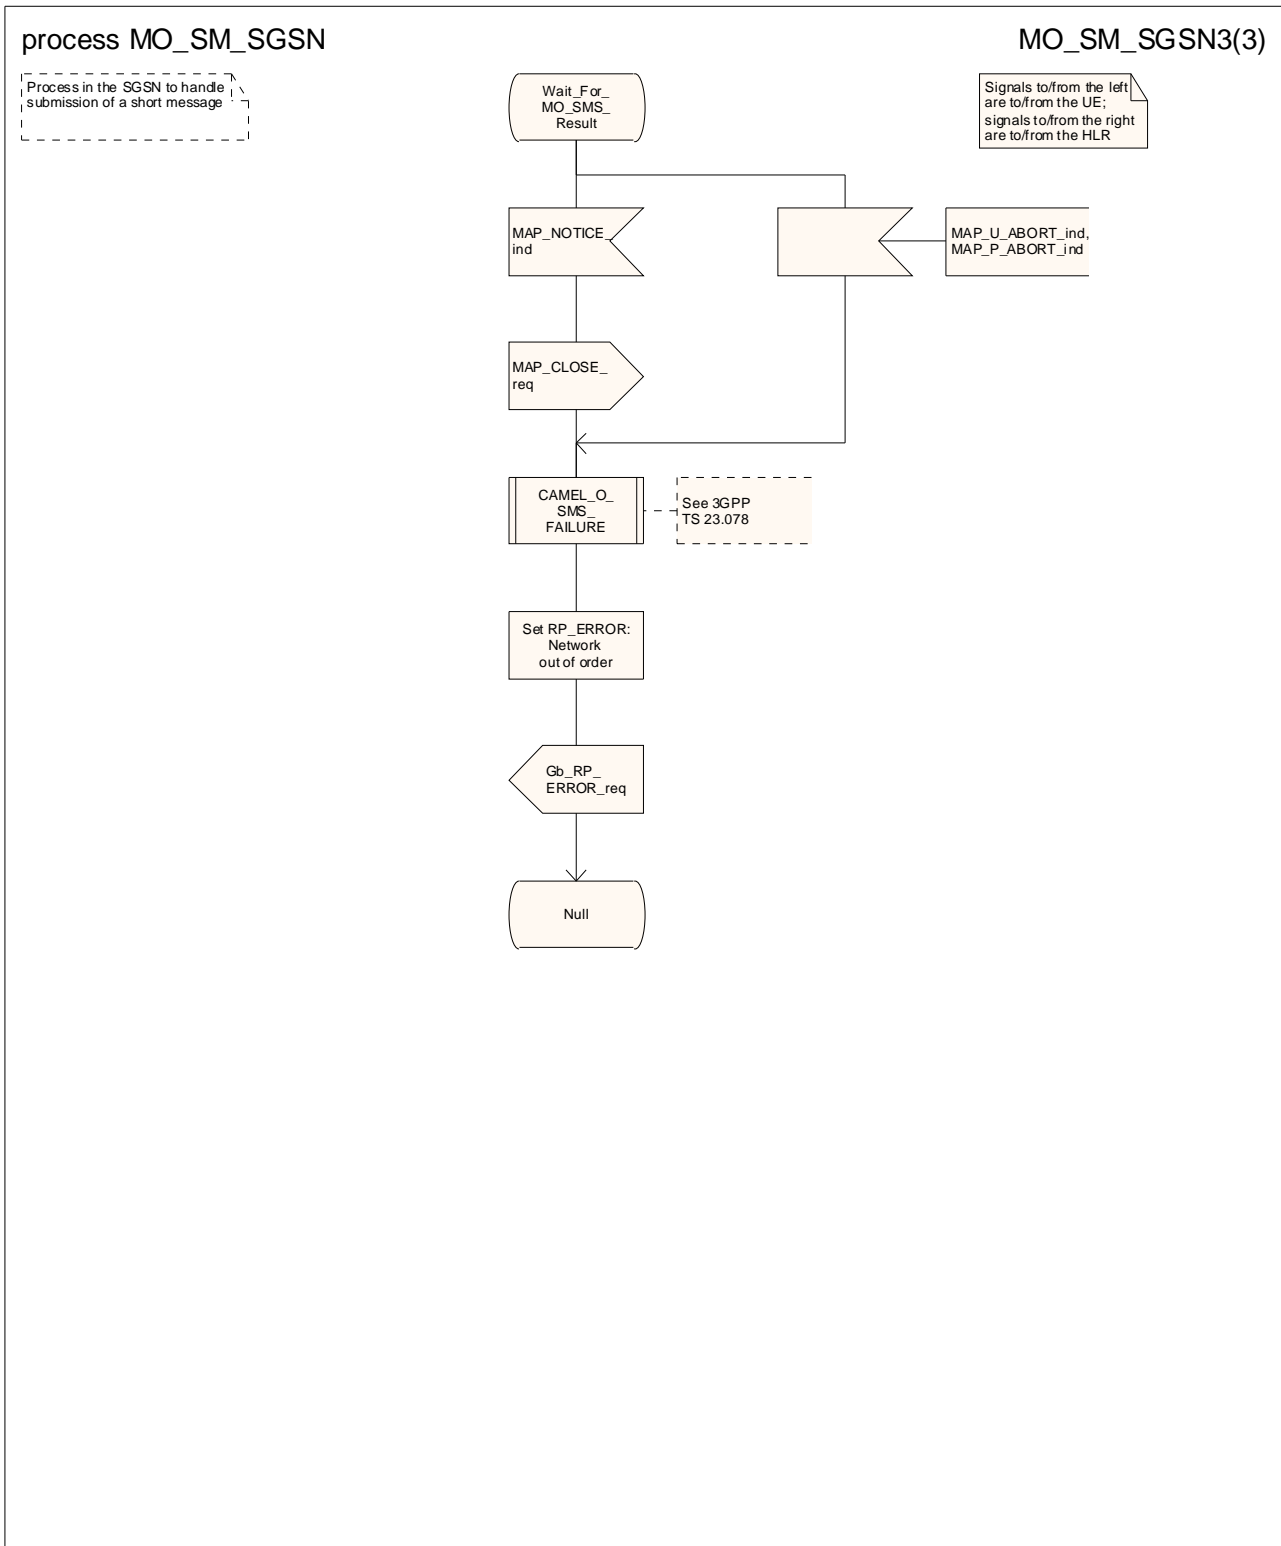 process MO_SM_SGSN
MO_SM_SGSN3(3)
Process in the SGSN to handle
submission of a short message
Wait_For_
MO_SMS_
Result
Signals to/from the left
are to/from the UE;
signals to/from the right
are to/from the HLR
MAP_NOTICE_
ind
MAP_U_ABORT_ind,
MAP_P_ABORT_ind
MAP_CLOSE_
req
CAMEL_O_
SMS_
FAILURE
See 3GPP
TS 23.078
Set RP_ERROR:
Network
out of order
Gb_RP_
ERROR_req
Null